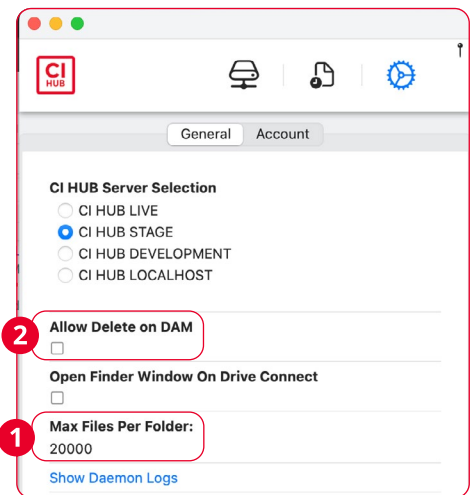 CI
HUB
General
Account
CI HUB Server Selection
CI HUB LIVE
CI HUB STAGE
CI HUB DEVELOPMENT
CI HUB LOCALHOST
2
Allow Delete on DAM
Open Finder Window On Drive Connect
1
Max Files Per Folder:
20000
Show Daemon Logs